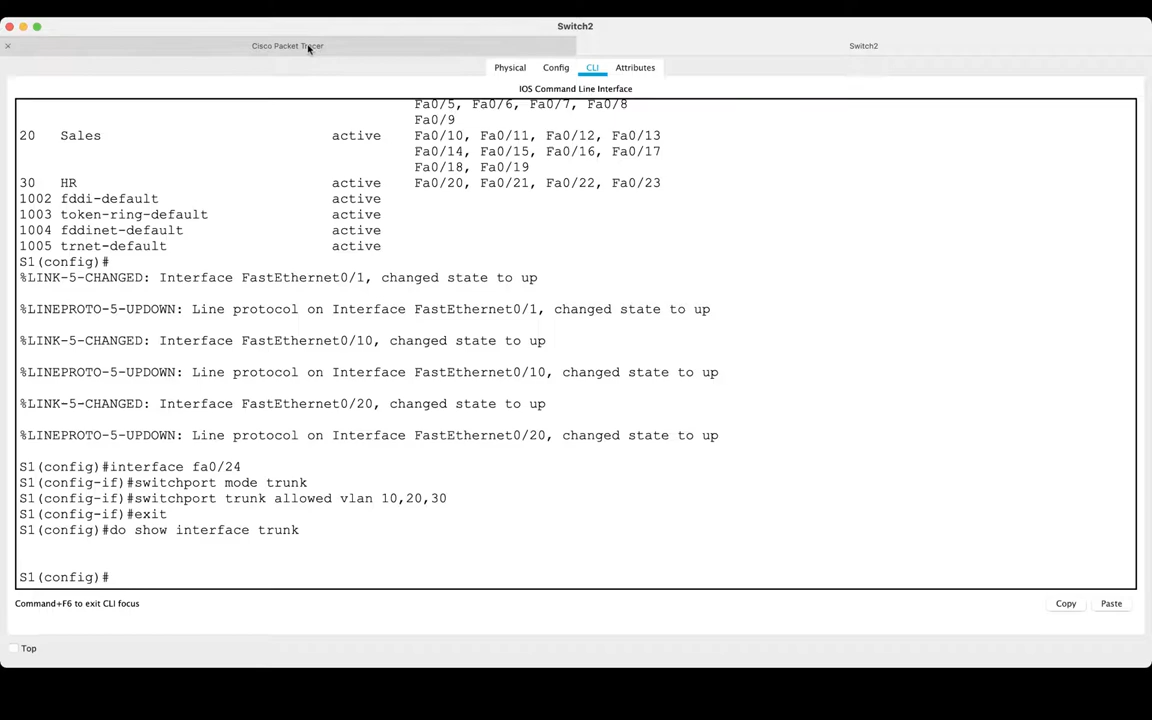 Switch2
Cisco Packet Tracer
Switch2
Physical Config CLI Attributes
IOS Command Line Interface
Fa0/5, Fa0/6, Fa0/7, Fa0/8
Fa0/9
20 Sales active Fa0/10, Fa0/11, Fa0/12, Fa0/13
Fa0/14, Fa0/15, Fa0/16, Fa0/17
Fa0/18, Fa0/19
30 HR active Fa0/20, Fa0/21, Fa0/22, Fa0/23
1002 fddi-default active
1003 token-ring-default active
1004 fddinet-default active
1005 trnet-default active
S1(config)#
%LINK-5-CHANGED: Interface FastEthernet0/1, changed state to up
%LINEPROTO-5-UPDOWN: Line protocol on Interface FastEthernet0/1, changed state to up
%LINK-5-CHANGED: Interface FastEthernet0/10, changed state to up
%LINEPROTO-5-UPDOWN: Line protocol on Interface FastEthernet0/10, changed state to up
%LINK-5-CHANGED: Interface FastEthernet0/20, changed state to up
%LINEPROTO-5-UPDOWN: Line protocol on Interface FastEthernet0/20, changed state to up
S1(config)#interface fa0/24
S1(config-if)#switchport mode trunk
S1(config-if)#switchport trunk allowed vlan 10,20,30
S1(config-if)#exit
S1(config)#do show interface trunk
S1(config)#
Command+F6 to exit CLI focus
Copy Paste
Top